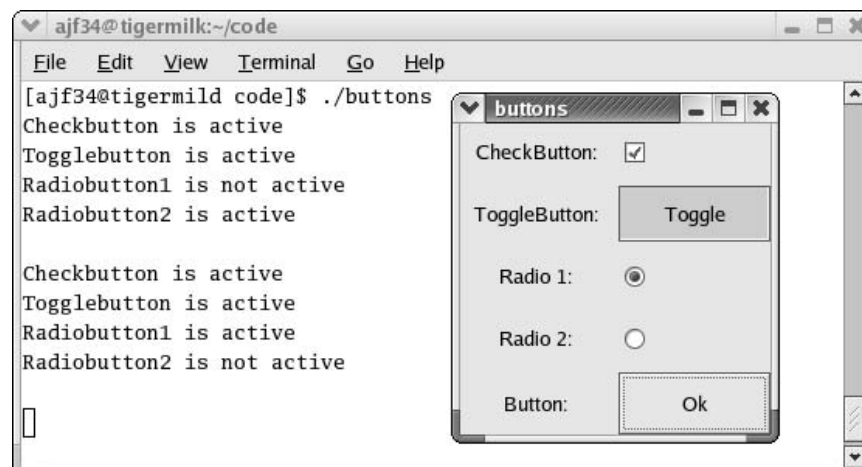 ajf34@tigermilk:~/code
File Edit View Terminal Go Help
[ajf34@tigermild code]$ ./buttons
Checkbutton is active
Togglebutton is active
Radiobutton1 is not active
Radiobutton2 is active
Checkbutton is active
Togglebutton is active
Radiobutton1 is active
Radiobutton2 is not active
buttons
CheckButton:
ToggleButton: Toggle
Radio 1:
Radio 2:
Button: Ok